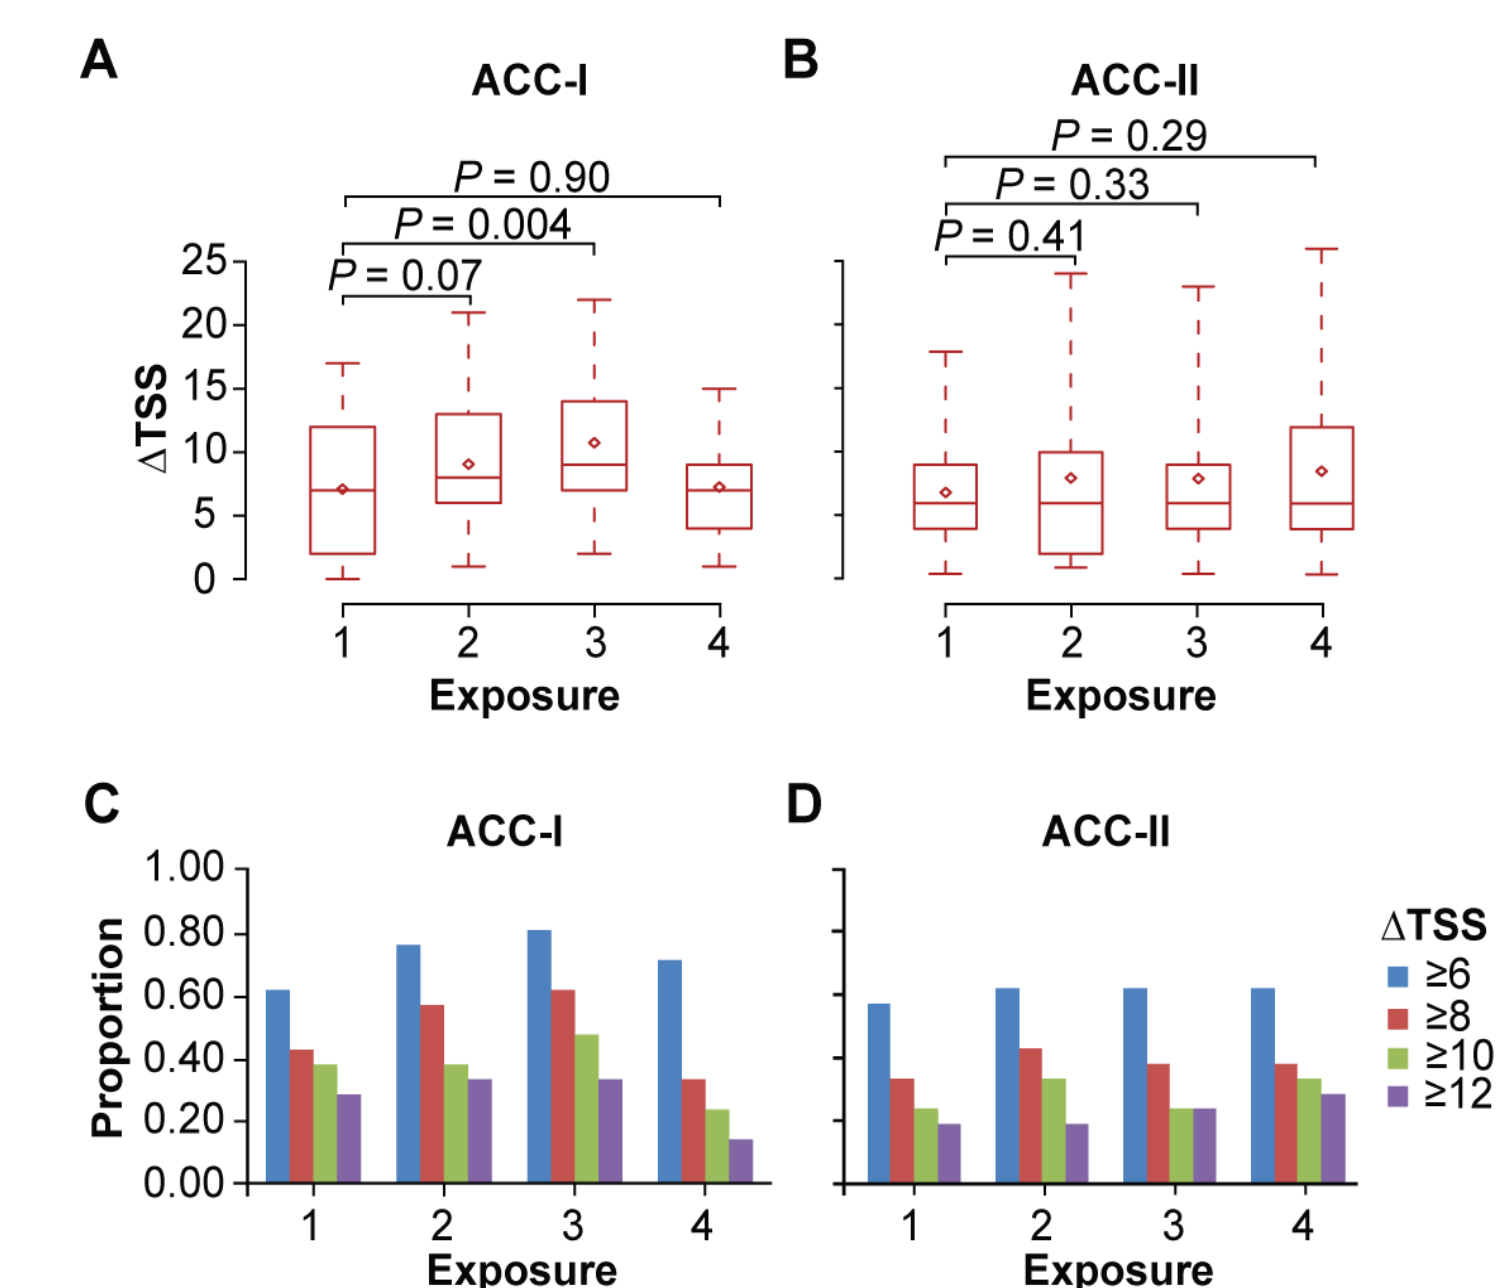 A
ACC-I
P = 0.90
P = 0.004
P = 0.07
25
20
15
10
5
0
ΔTSS
1 2 3 4
Exposure
B
ACC-II
P = 0.29
P = 0.33
P = 0.41
1 2 3 4
Exposure
C
ACC-I
1.00
0.80
0.60
0.40
0.20
0.00
Proportion
1 2 3 4
Exposure
D
ACC-II
1 2 3 4
Exposure
ΔTSS
≥6
≥8
≥10
≥12